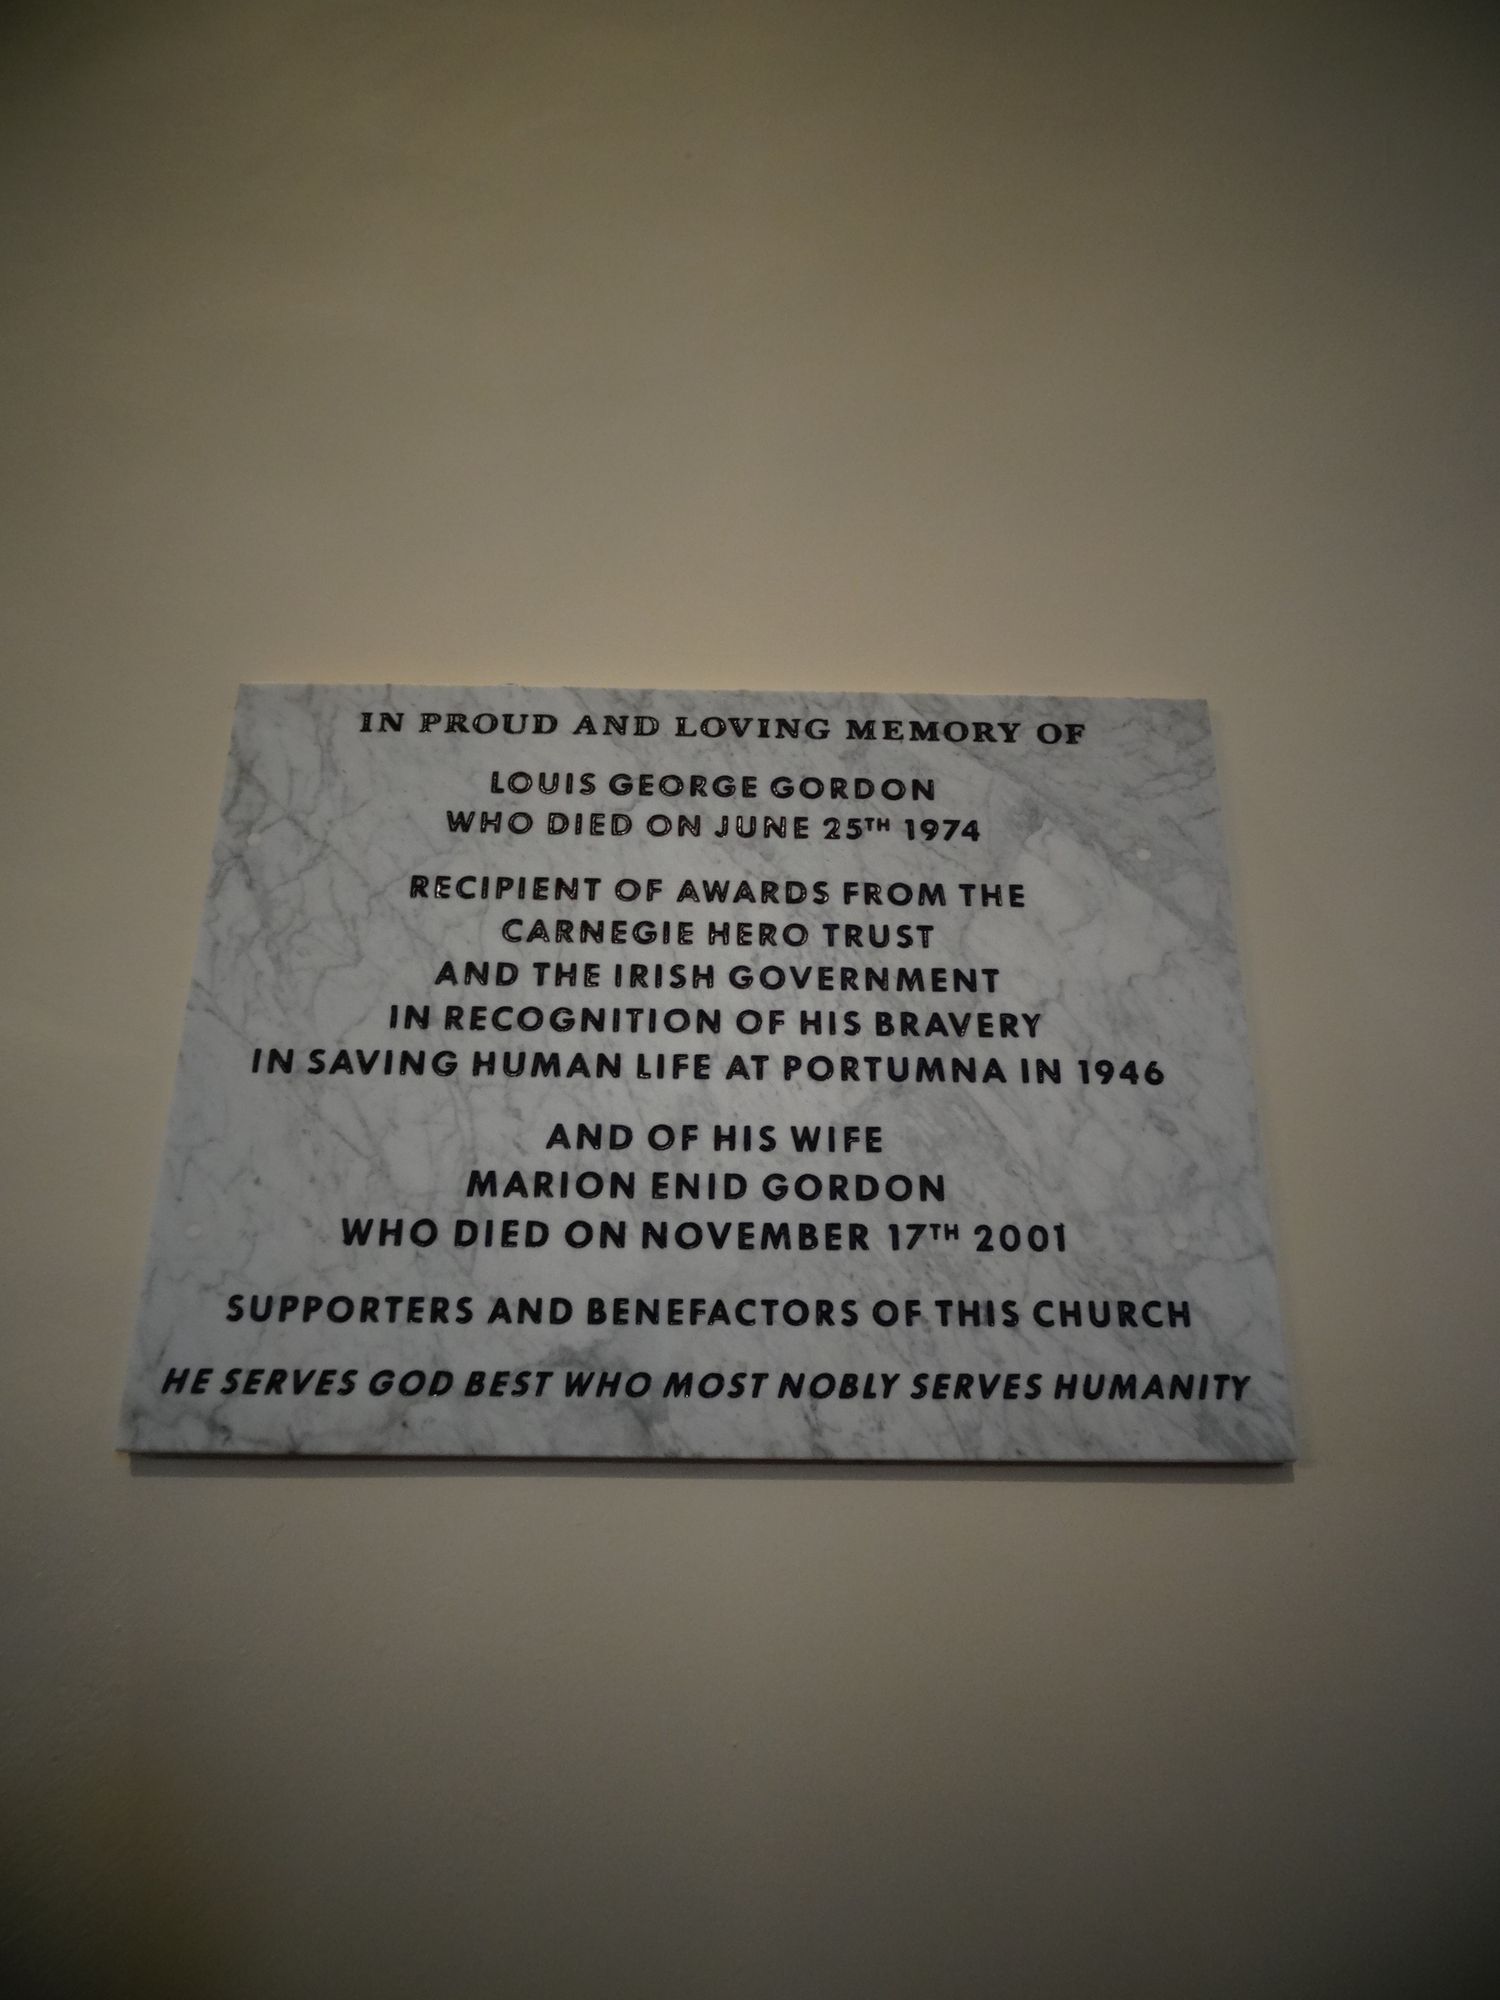 IN PROUD AND LOVING MEMORY OF
LOUIS GEORGE GORDON
WHO DIED ON JUNE 25TH 1974
RECIPIENT OF AWARDS FROM THE
CARNEGIE HERO TRUST
AND THE IRISH GOVERNMENT
IN RECOGNITION OF HIS BRAVERY
IN SAVING HUMAN LIFE AT PORTUMNA IN 1946
AND OF HIS WIFE
MARION ENID GORDON
WHO DIED ON NOVEMBER 17TH 2001
SUPPORTERS AND BENEFACTORS OF THIS CHURCH
HE SERVES GOD BEST WHO MOST NOBLY SERVES HUMANITY